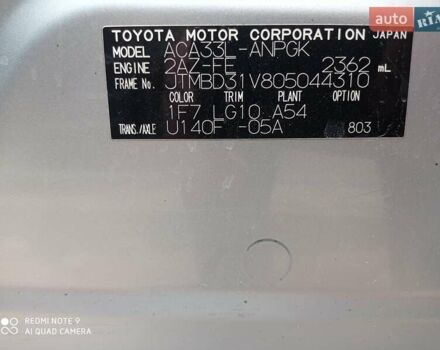 auto RIA
TOYOTA MOTOR CORPORATION JAPAN
MODEL ACA33L-ANPGK
ENGINE 2AZ-FE 2362 mL
FRAME No. JTMBD31V805044310
COLOR TRIM PLANT OPTION
1F7 LG10 A54
TRANS./AXLE U140F -05A 803
REDMI NOTE 9
AI QUAD CAMERA